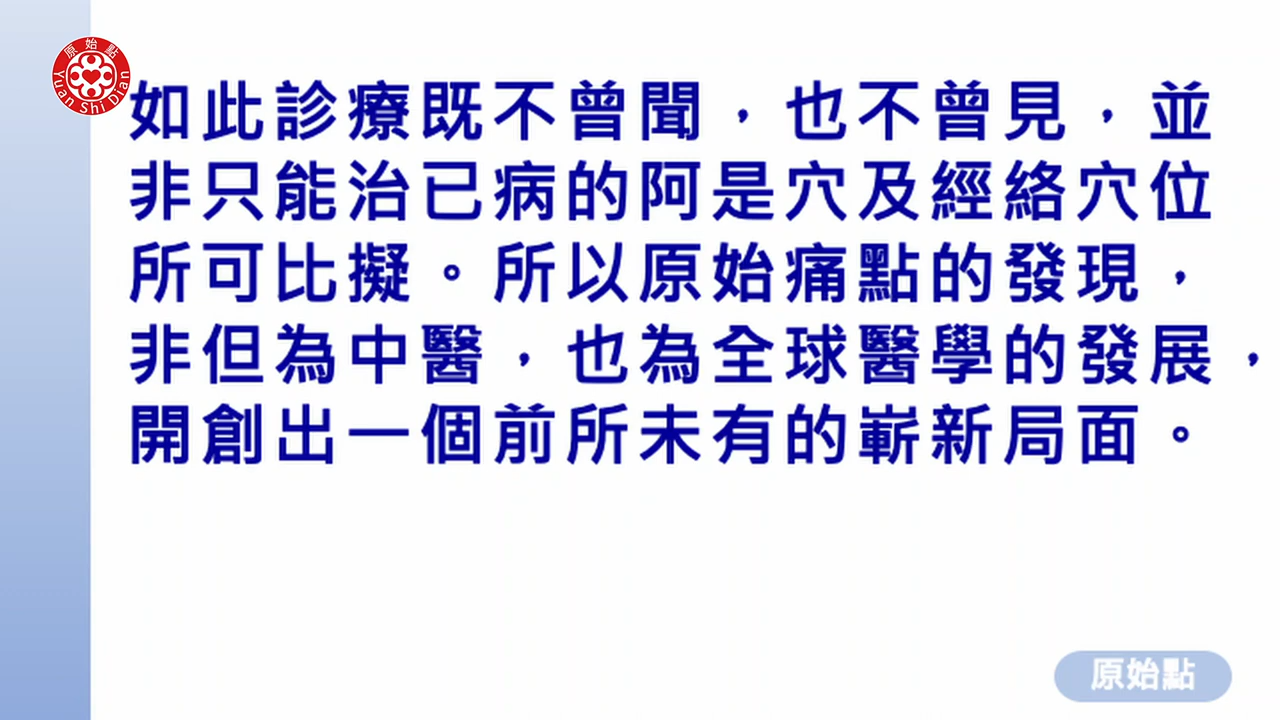 原始點
Yuan Shi Dian
如此診療既不曾聞，也不曾見，並
非只能治已病的阿是穴及經絡穴位
所可比擬。所以原始痛點的發現，
非但為中醫，也為全球醫學的發展，
開創出一個前所未有的嶄新局面。
原始點